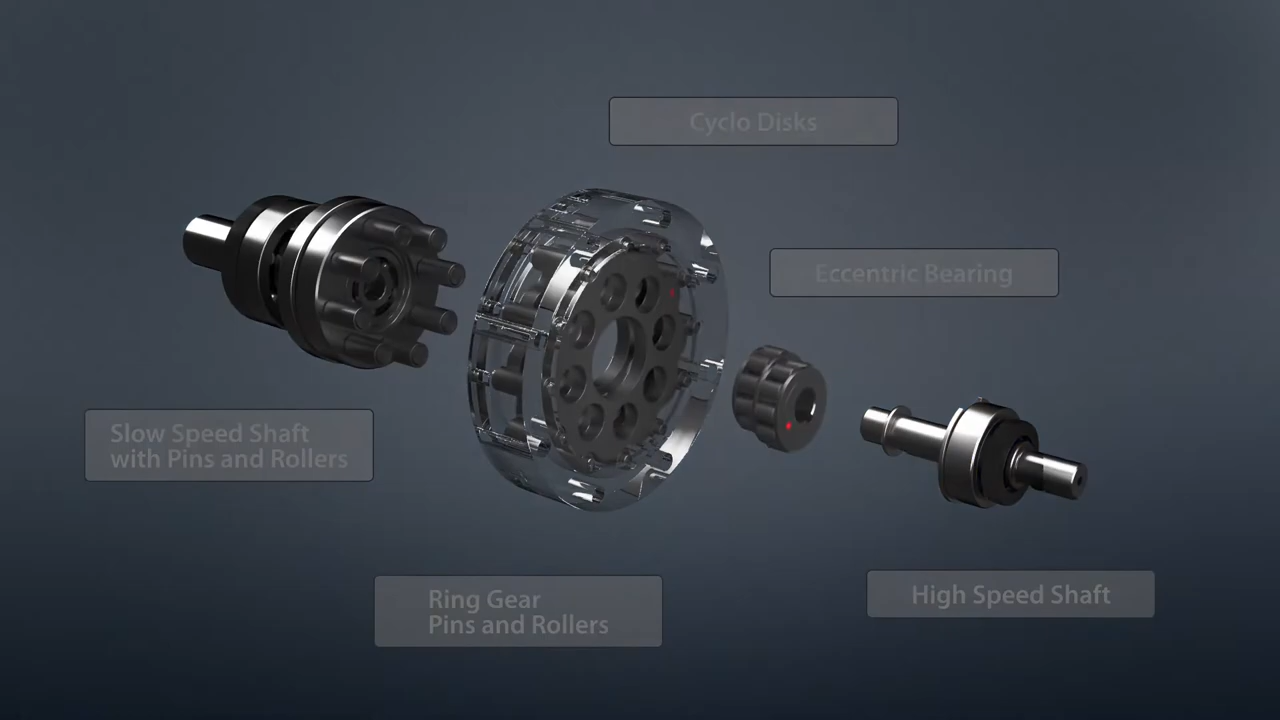 Cyclo Disks
Eccentric Bearing
Slow Speed Shaft
with Pins and Rollers
Ring Gear
Pins and Rollers
High Speed Shaft